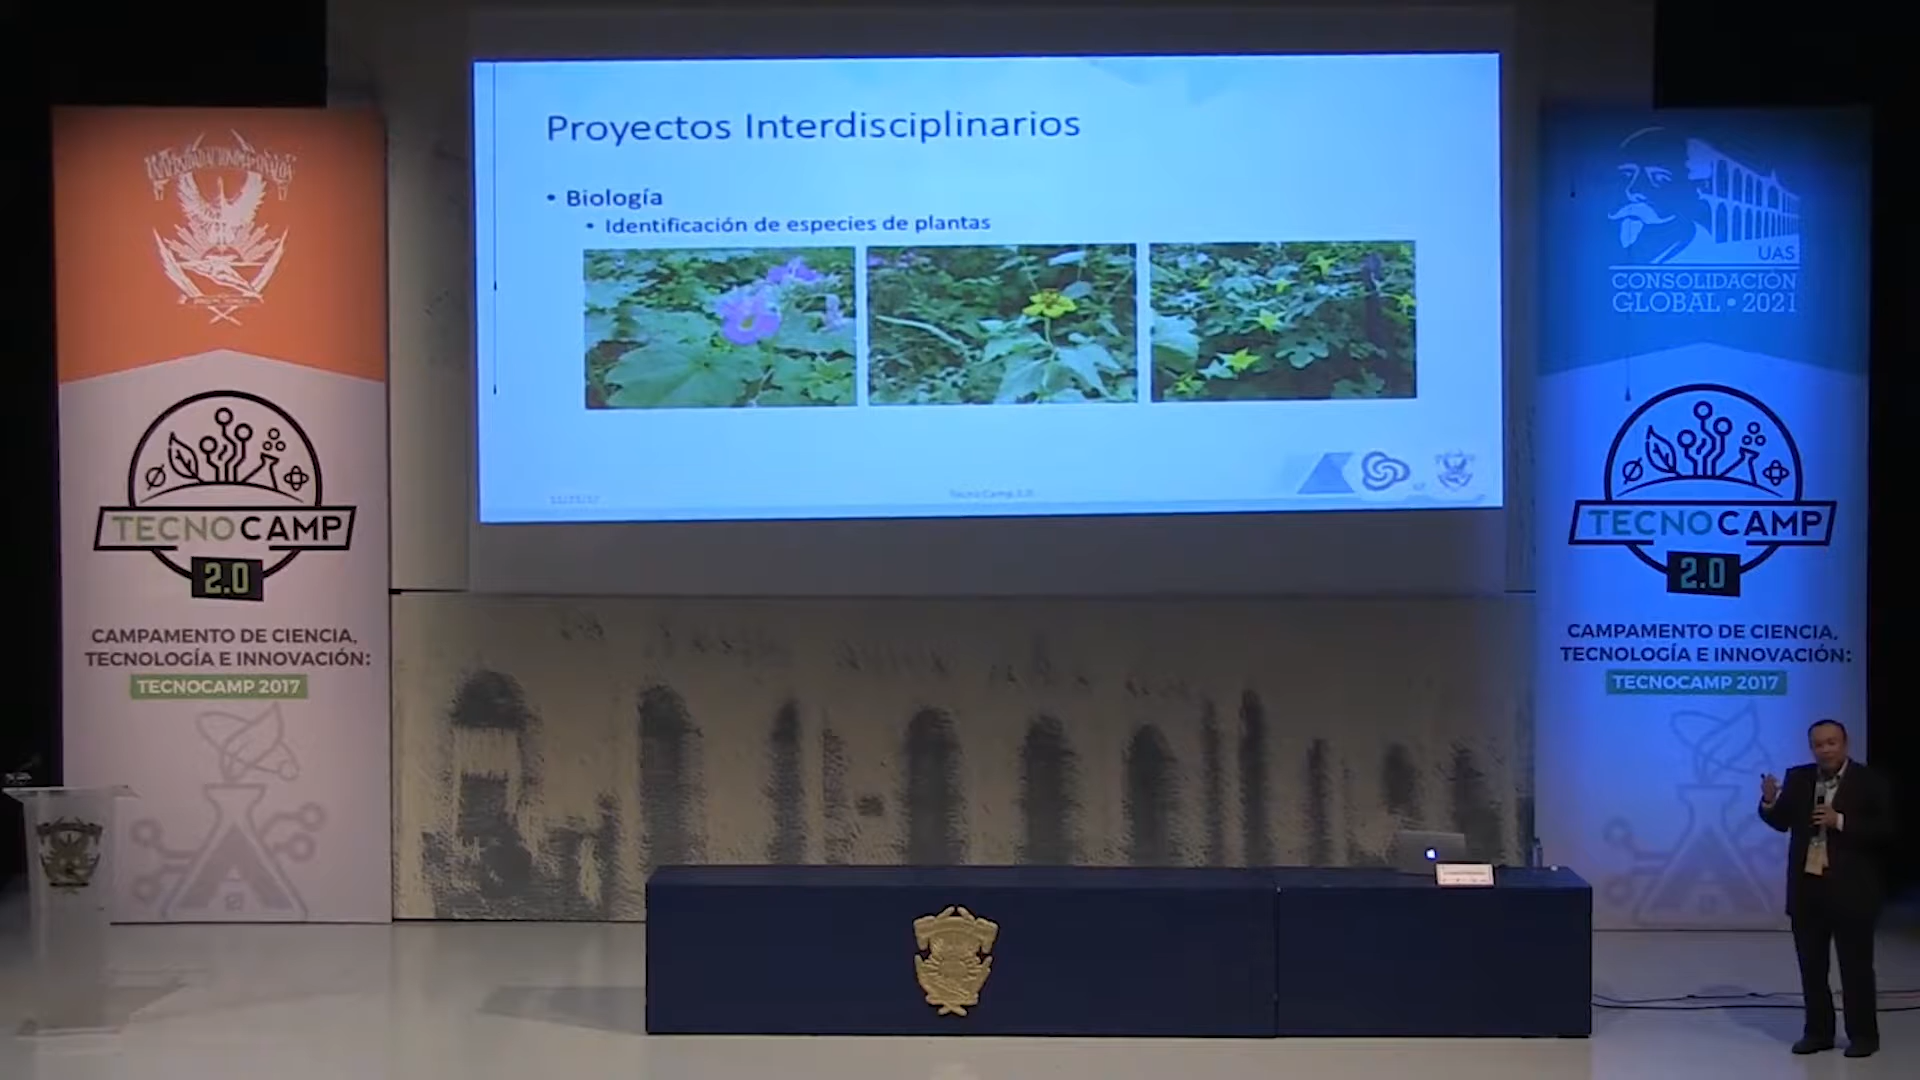 Proyectos Interdisciplinarios
• Biología
• Identificación de especies de plantas
TECNOCAMP
2.0
CAMPAMENTO DE CIENCIA,
TECNOLOGÍA E INNOVACIÓN:
TECNOCAMP 2017
UAS
CONSOLIDACIÓN
GLOBAL • 2021
TECNOCAMP
2.0
CAMPAMENTO DE CIENCIA,
TECNOLOGÍA E INNOVACIÓN:
TECNOCAMP 2017